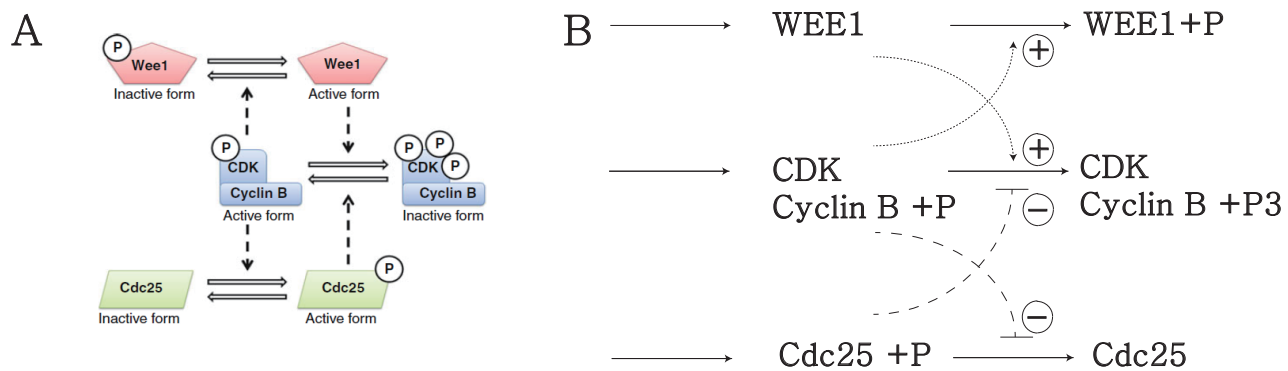 A
P
Wee1
Wee1
Inactive form
Active form
P
CDK
Cyclin B
Active form
P
P
P
CDK
Cyclin B
Inactive form
Cdc25
Inactive form
P
Cdc25
Active form
B
WEE1
WEE1+P
+
+
CDK
Cyclin B +P
CDK
Cyclin B +P3
−
−
Cdc25 +P
Cdc25